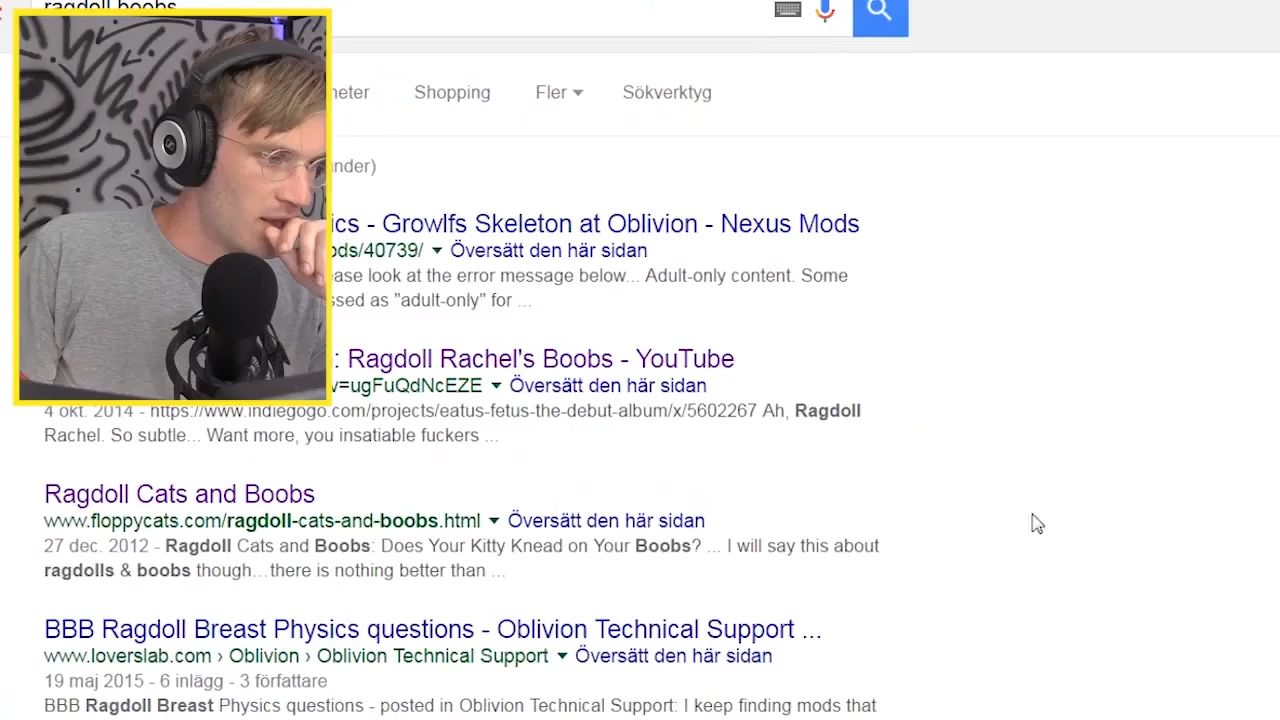 ragdoll boobs
heter Shopping Fler Sökverktyg
nder)
ics - Growlfs Skeleton at Oblivion - Nexus Mods
ods/40739/ Översätt den här sidan
ease look at the error message below... Adult-only content. Some
ssed as "adult-only" for ...
: Ragdoll Rachel's Boobs - YouTube
v=ugFuQdNcEZE Översätt den här sidan
4 okt. 2014 - https://www.indiegogo.com/projects/eatus-fetus-the-debut-album/x/5602267 Ah, Ragdoll
Rachel. So subtle... Want more, you insatiable fuckers ...
Ragdoll Cats and Boobs
www.floppycats.com/ragdoll-cats-and-boobs.html Översätt den här sidan
27 dec. 2012 - Ragdoll Cats and Boobs: Does Your Kitty Knead on Your Boobs? ... I will say this about
ragdolls & boobs though…there is nothing better than ...
BBB Ragdoll Breast Physics questions - Oblivion Technical Support ...
www.loverslab.com › Oblivion › Oblivion Technical Support Översätt den här sidan
19 maj 2015 - 6 inlägg - 3 författare
BBB Ragdoll Breast Physics questions - posted in Oblivion Technical Support: I keep finding mods that